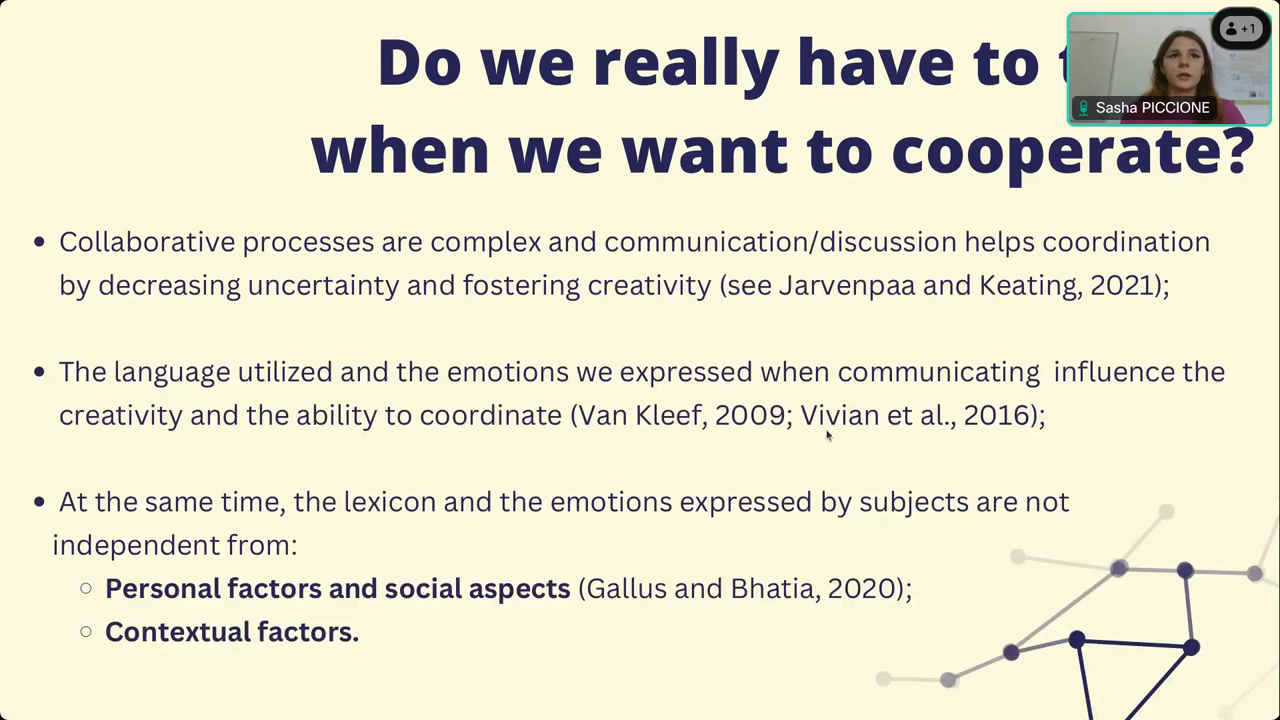 Do we really have to
when we want to cooperate?
+1
Sasha PICCIONE
• Collaborative processes are complex and communication/discussion helps coordination
by decreasing uncertainty and fostering creativity (see Jarvenpaa and Keating, 2021);
• The language utilized and the emotions we expressed when communicating influence the
creativity and the ability to coordinate (Van Kleef, 2009; Vivian et al., 2016);
• At the same time, the lexicon and the emotions expressed by subjects are not
independent from:
○ Personal factors and social aspects (Gallus and Bhatia, 2020);
○ Contextual factors.